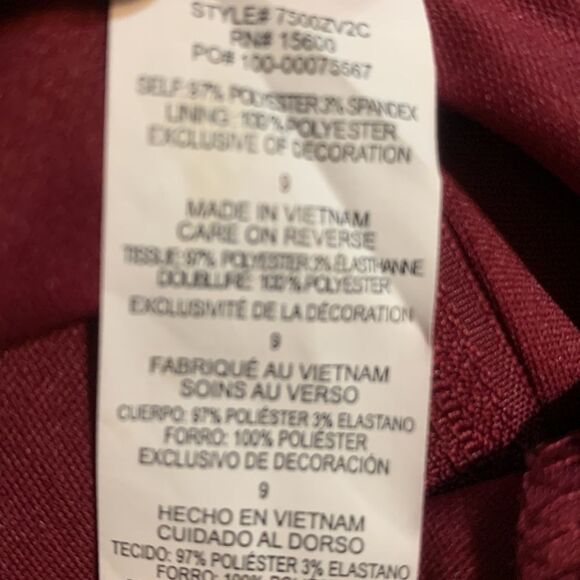 STYLE# 7500ZV2C
RN# 15600
PO# 100-00075667
SELF: 97% POLYESTER 3% SPANDEX
LINING: 100% POLYESTER
EXCLUSIVE OF DECORATION
9
MADE IN VIETNAM
CARE ON REVERSE
TISSUE: 97% POLYESTER 3% ÉLASTHANNE
DOUBLURE: 100% POLYESTER
EXCLUSIVITÉ DE LA DÉCORATION
9
FABRIQUÉ AU VIETNAM
SOINS AU VERSO
CUERPO: 97% POLIÉSTER 3% ELASTANO
FORRO: 100% POLIÉSTER
EXCLUSIVO DE DECORACIÓN
9
HECHO EN VIETNAM
CUIDADO AL DORSO
TECIDO: 97% POLIÉSTER 3% ELASTANO
FORRO: 100%